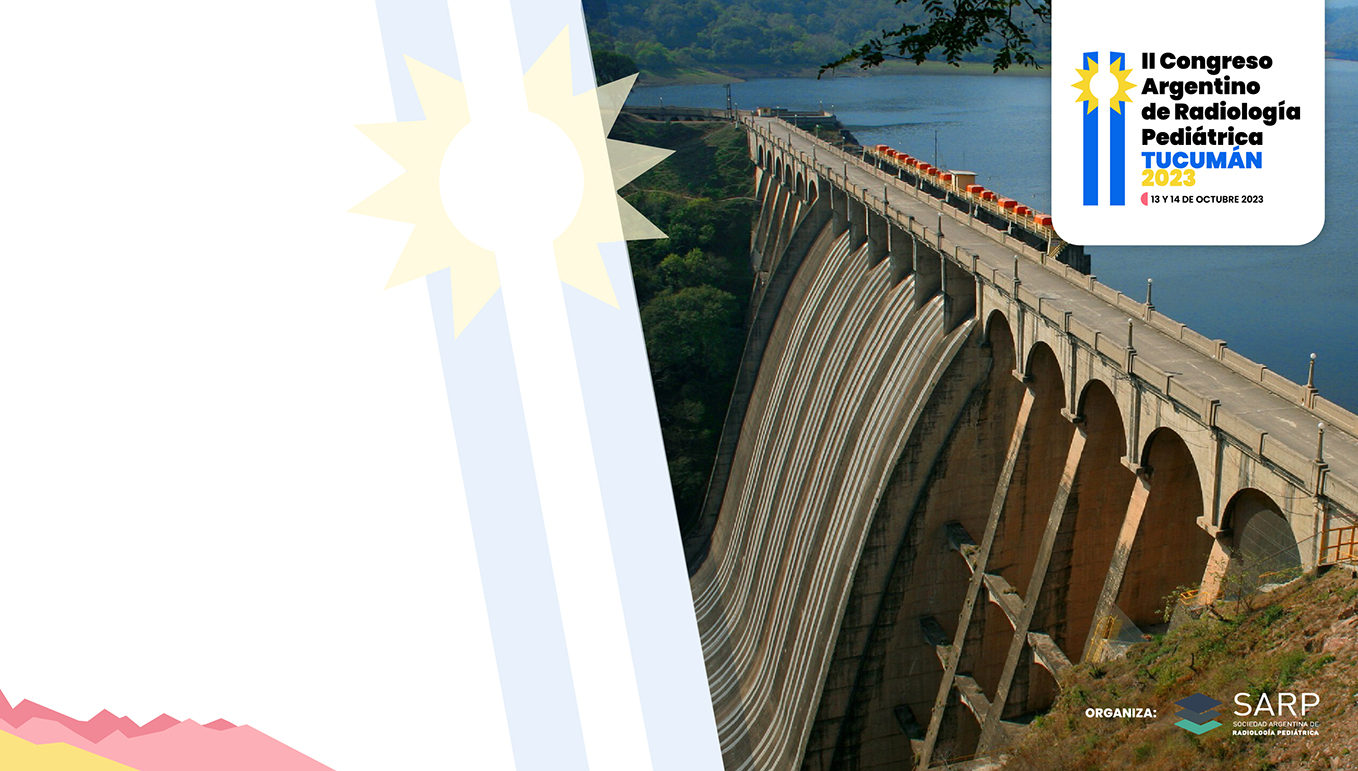 II Congreso
Argentino
de Radiología
Pediátrica
TUCUMÁN
2023
13 Y 14 DE OCTUBRE 2023
ORGANIZA:
SARP
SOCIEDAD ARGENTINA DE
RADIOLOGÍA PEDIÁTRICA